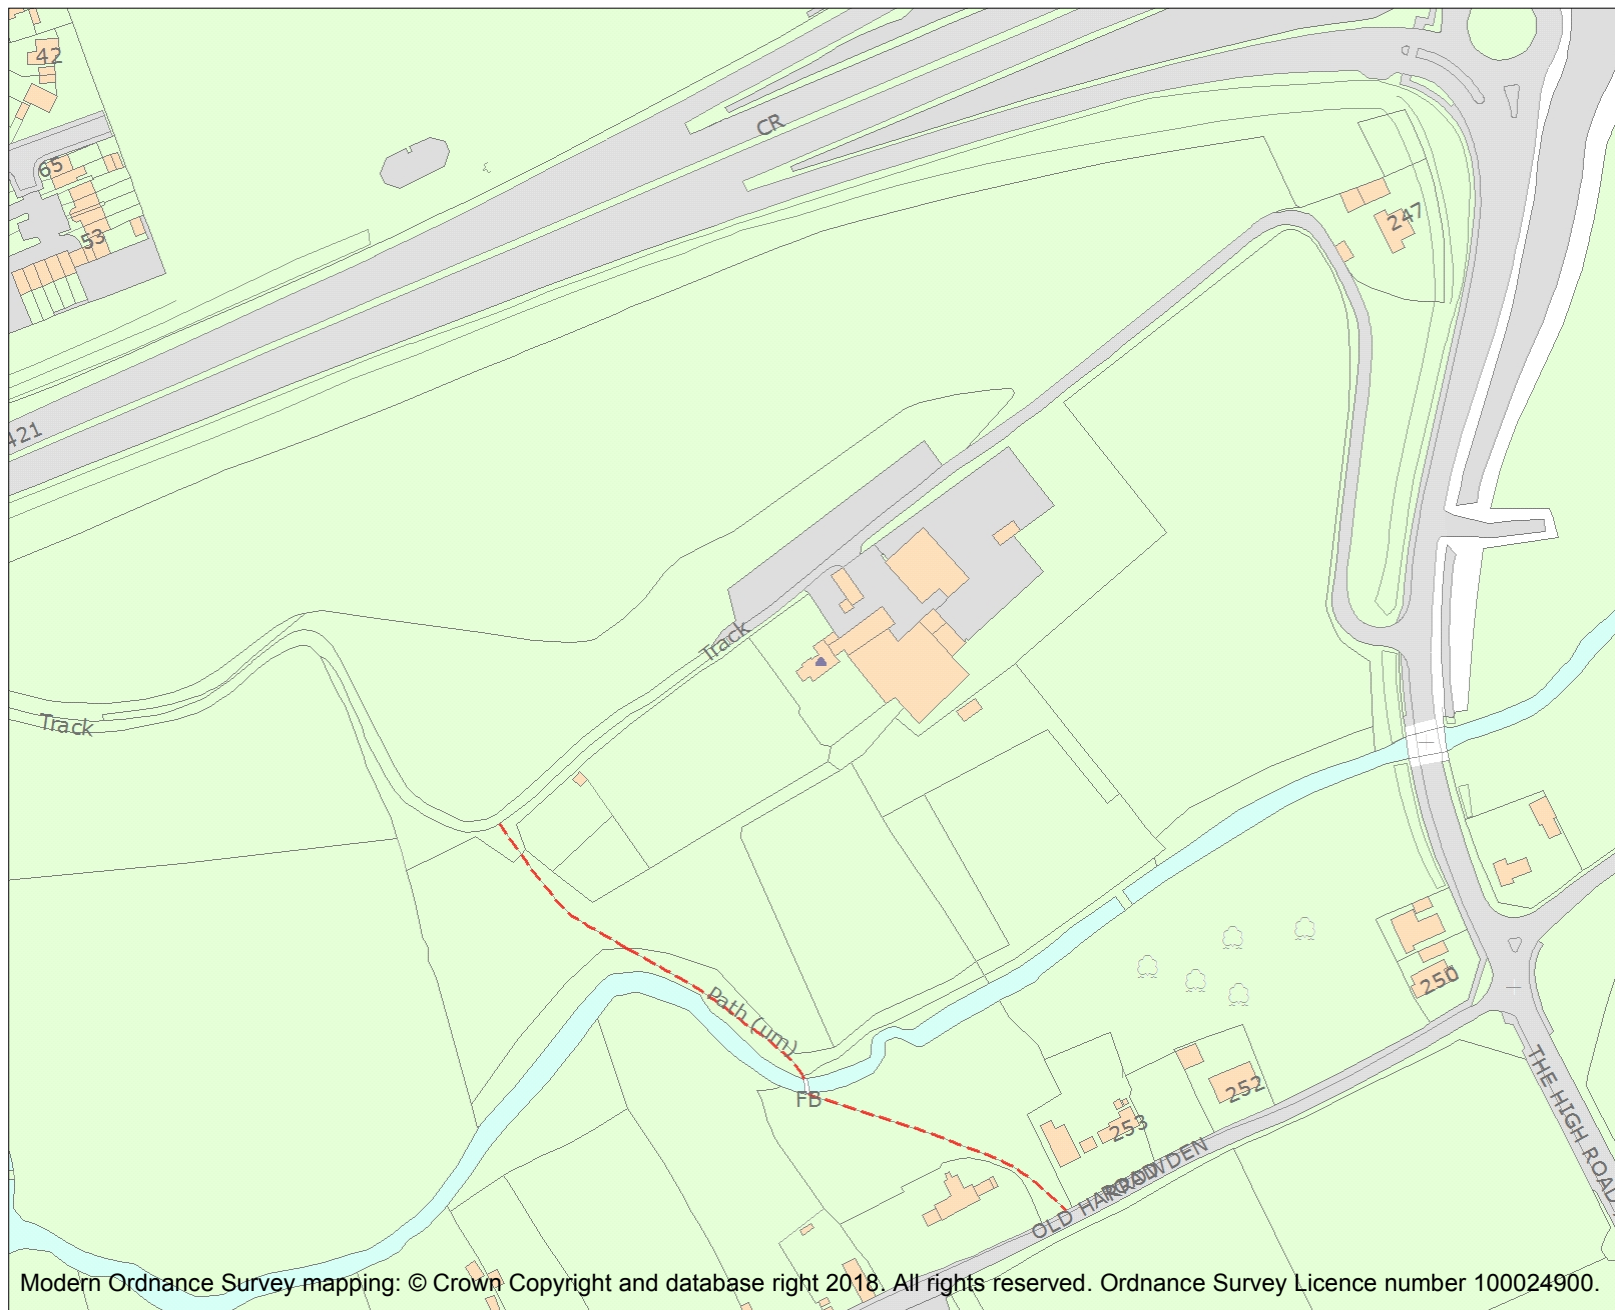 42
CR
65
247
53
421
Track
Track
250
Path (um)
FB
252
253
OLD HARROWDEN
ROAD
THE HIGH ROAD
Modern Ordnance Survey mapping: © Crown Copyright and database right 2018. All rights reserved. Ordnance Survey Licence number 100024900.